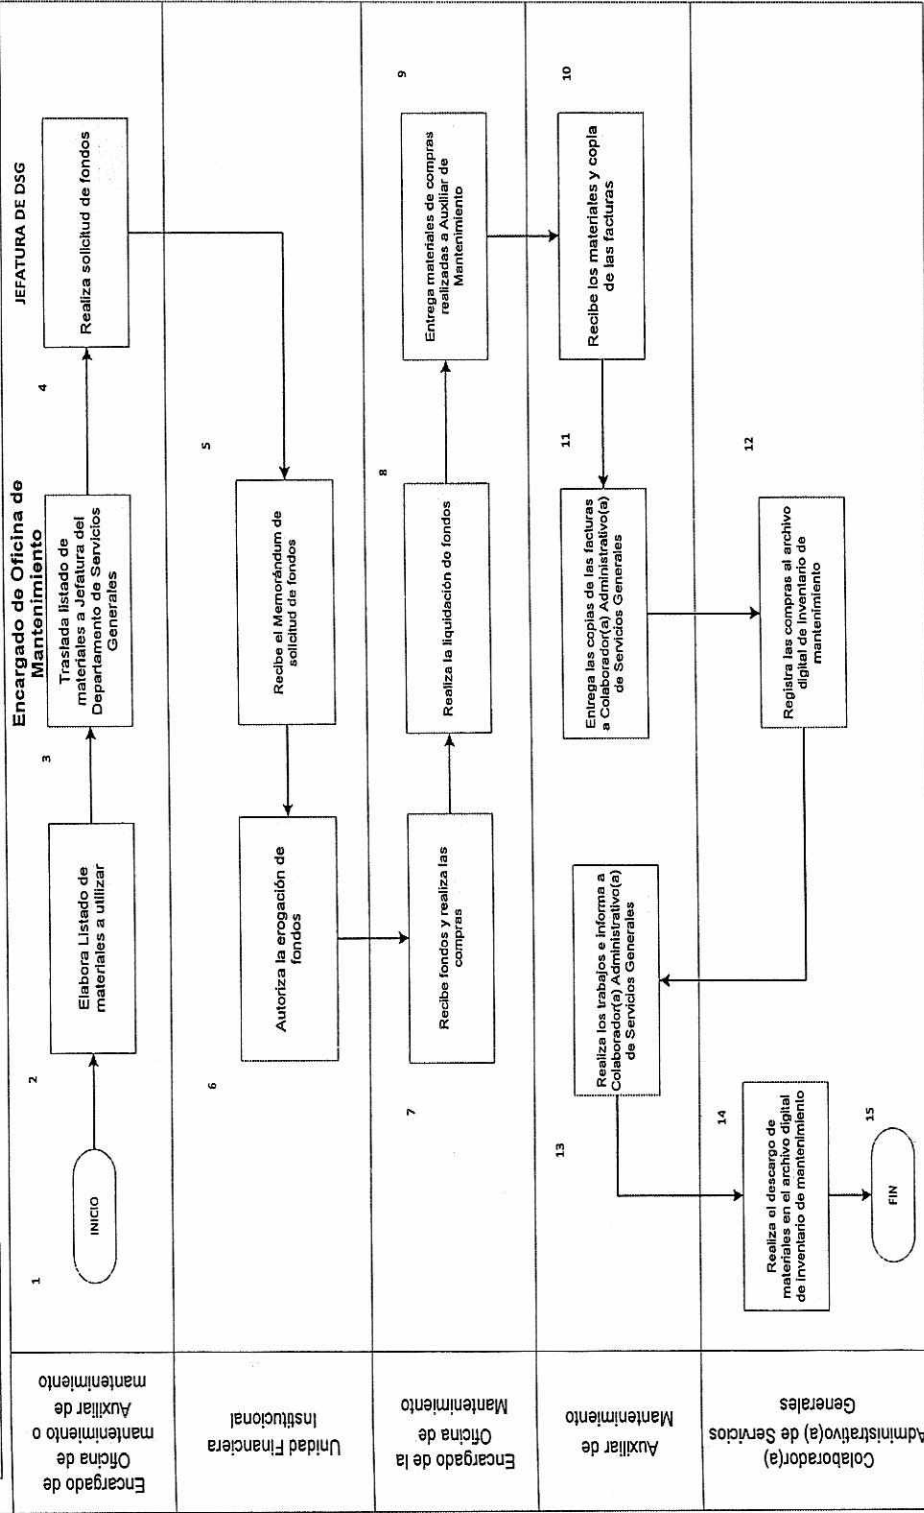 Encargado de
Oficina de
mantenimiento o
Auxiliar de
mantenimiento
1
INICIO
2
Elabora Listado de
materiales a utilizar
3
Encargado de Oficina de
Mantenimiento
Traslada listado de
materiales a Jefatura del
Departamento de Servicios
Generales
4
JEFATURA DE DSG
Realiza solicitud de fondos
Unidad Financiera
Institucional
5
Recibe el Memorándum de
solicitud de fondos
6
Autoriza la erogación de
fondos
Encargado de la
Oficina de
Mantenimiento
7
Recibe fondos y realiza las
compras
8
Realiza la liquidación de fondos
9
Entrega materiales de compras
realizadas a Auxiliar de
Mantenimiento
Auxiliar de
Mantenimiento
10
Recibe los materiales y copia
de las facturas
11
Entrega las copias de las facturas
a Colaborador(a) Administrativo(a)
de Servicios Generales
13
Realiza los trabajos e informa a
Colaborador(a) Administrativo(a)
de Servicios Generales
Colaborador(a)
Administrativo(a) de Servicios
Generales
12
Registra las compras al archivo
digital de Inventario de
mantenimiento
14
Realiza el descargo de
materiales en el archivo digital
de Inventario de mantenimiento
15
FIN